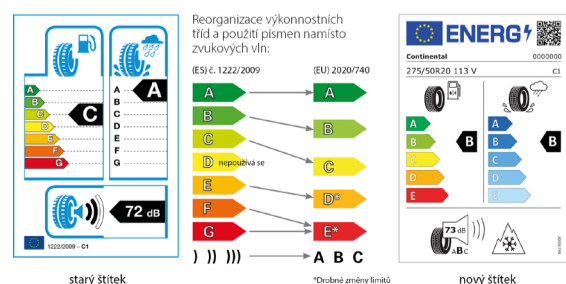 A
B
C
D
E
F
G
C
A
B
C
D
E
F
G
A
72 dB
1222/2009 – C1
starý štítek
Reorganizace výkonnostních
tříd a použití písmen namísto
zvukových vln:
(ES) č. 1222/2009
(EU) 2020/740
A
A
B
B
C
C
D nepoužívá se
E
D*
F
G
E*
A B C
*Drobné změny limitů
ENERG
Continental
0000000
275/50R20 113 V
C1
A
B
C
D
E
B
A
B
C
D
E
B
73 dB
ABC
2020/740
nový štítek